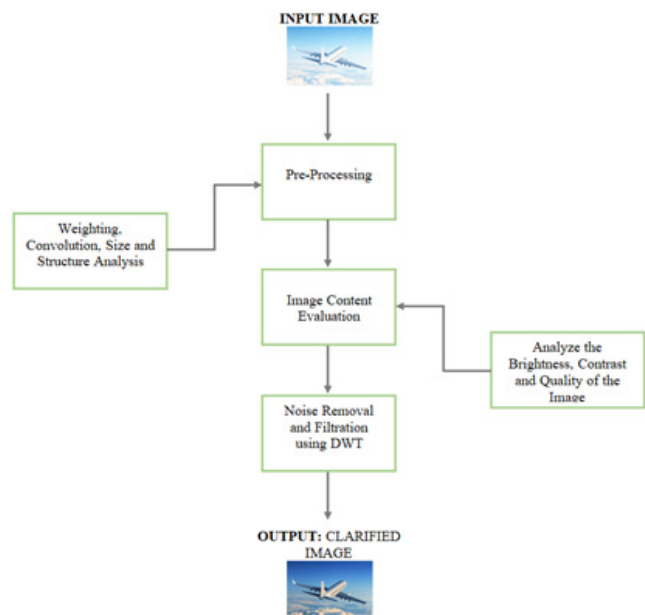 INPUT IMAGE
Pre-Processing
Weighting,
Convolution, Size and
Structure Analysis
Image Content
Evaluation
Analyze the
Brightness, Contrast
and Quality of the
Image
Noise Removal
and Filtration
using DWT
OUTPUT: CLARIFIED
IMAGE